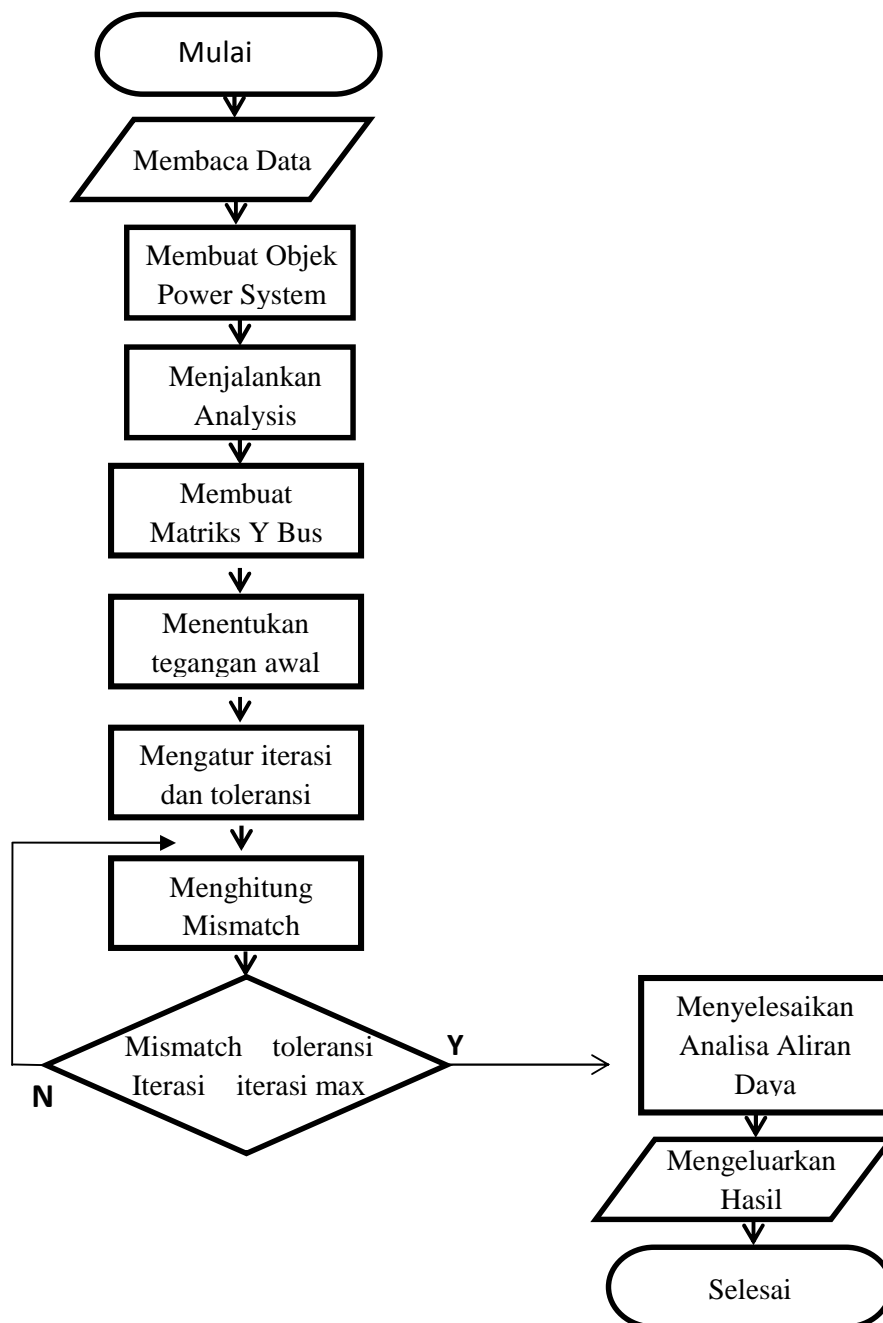 Mulai
Membaca Data
Membuat Objek
Power System
Menjalankan
Analysis
Membuat
Matriks Y Bus
Menentukan
tegangan awal
Mengatur iterasi
dan toleransi
Menghitung
Mismatch
Mismatch toleransi
Iterasi iterasi max
N
Y
Menyelesaikan
Analisa Aliran
Daya
Mengeluarkan
Hasil
Selesai